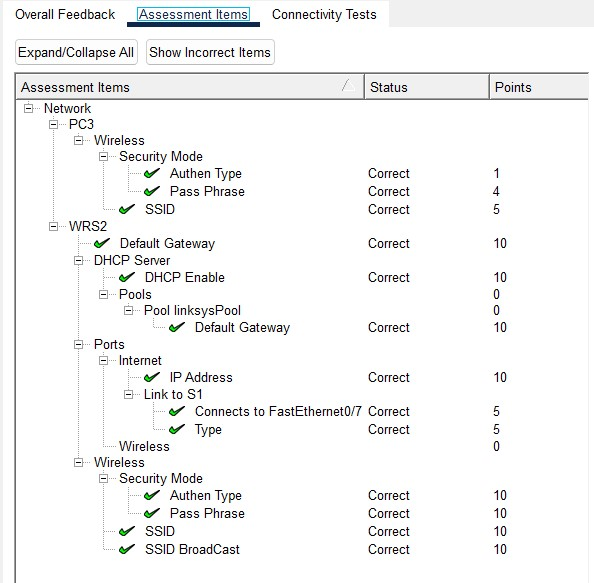 Overall Feedback Assessment Items Connectivity Tests
Expand/Collapse All Show Incorrect Items
Assessment Items Status Points
Network
PC3
Wireless
Security Mode
Authen Type Correct 1
Pass Phrase Correct 4
SSID Correct 5
WRS2
Default Gateway Correct 10
DHCP Server
DHCP Enable Correct 10
Pools 0
Pool linksysPool 0
Default Gateway Correct 10
Ports
Internet
IP Address Correct 10
Link to S1
Connects to FastEthernet0/7 Correct 5
Type Correct 5
Wireless 0
Wireless
Security Mode
Authen Type Correct 10
Pass Phrase Correct 10
SSID Correct 10
SSID BroadCast Correct 10